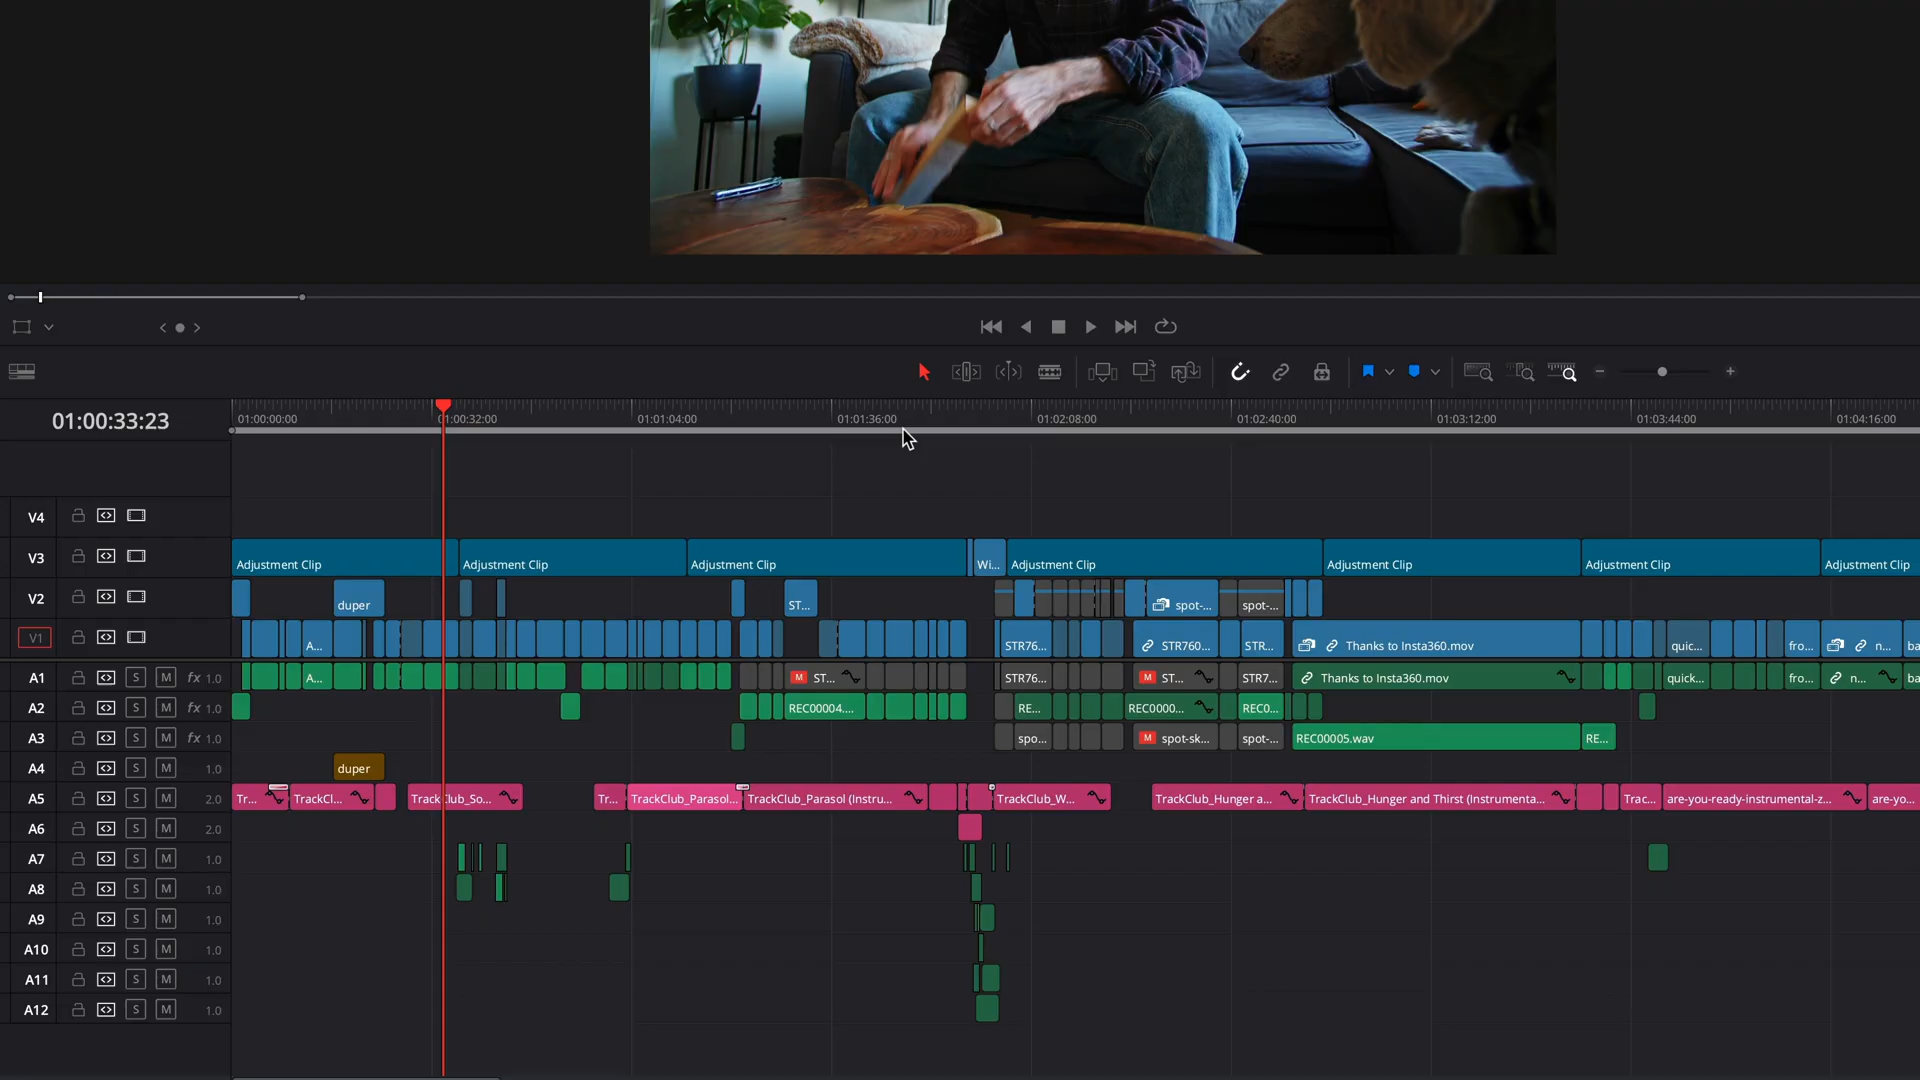 01:00:33:23
01:00:00:00 01:00:32:00 01:01:04:00 01:01:36:00 01:02:08:00 01:02:40:00 01:03:12:00 01:03:44:00 01:04:16:00
V4
V3 Adjustment Clip Adjustment Clip Adjustment Clip Wi... Adjustment Clip Adjustment Clip Adjustment Clip Adjustment Clip
V2 duper ST... spot-... spot-...
V1 A... STR76... STR760... STR... Thanks to Insta360.mov quic... fro... n... ba
A1 S M fx 1.0 A... M ST... STR76... M ST... STR7... Thanks to Insta360.mov quick... fro... n... ba
A2 S M fx 1.0 REC00004.... RE... REC0000... REC0...
A3 S M fx 1.0 spo... M spot-sk... spot-... REC00005.wav RE...
A4 S M 1.0 duper
A5 S M 2.0 Tr... TrackCl... TrackClub_So... Tr... TrackClub_Parasol... TrackClub_Parasol (Instru... TrackClub_W... TrackClub_Hunger a... TrackClub_Hunger and Thirst (Instrumenta... Trac... are-you-ready-instrumental-z... are-yo...
A6 S M 2.0
A7 S M 1.0
A8 S M 1.0
A9 S M 1.0
A10 S M 1.0
A11 S M 1.0
A12 S M 1.0